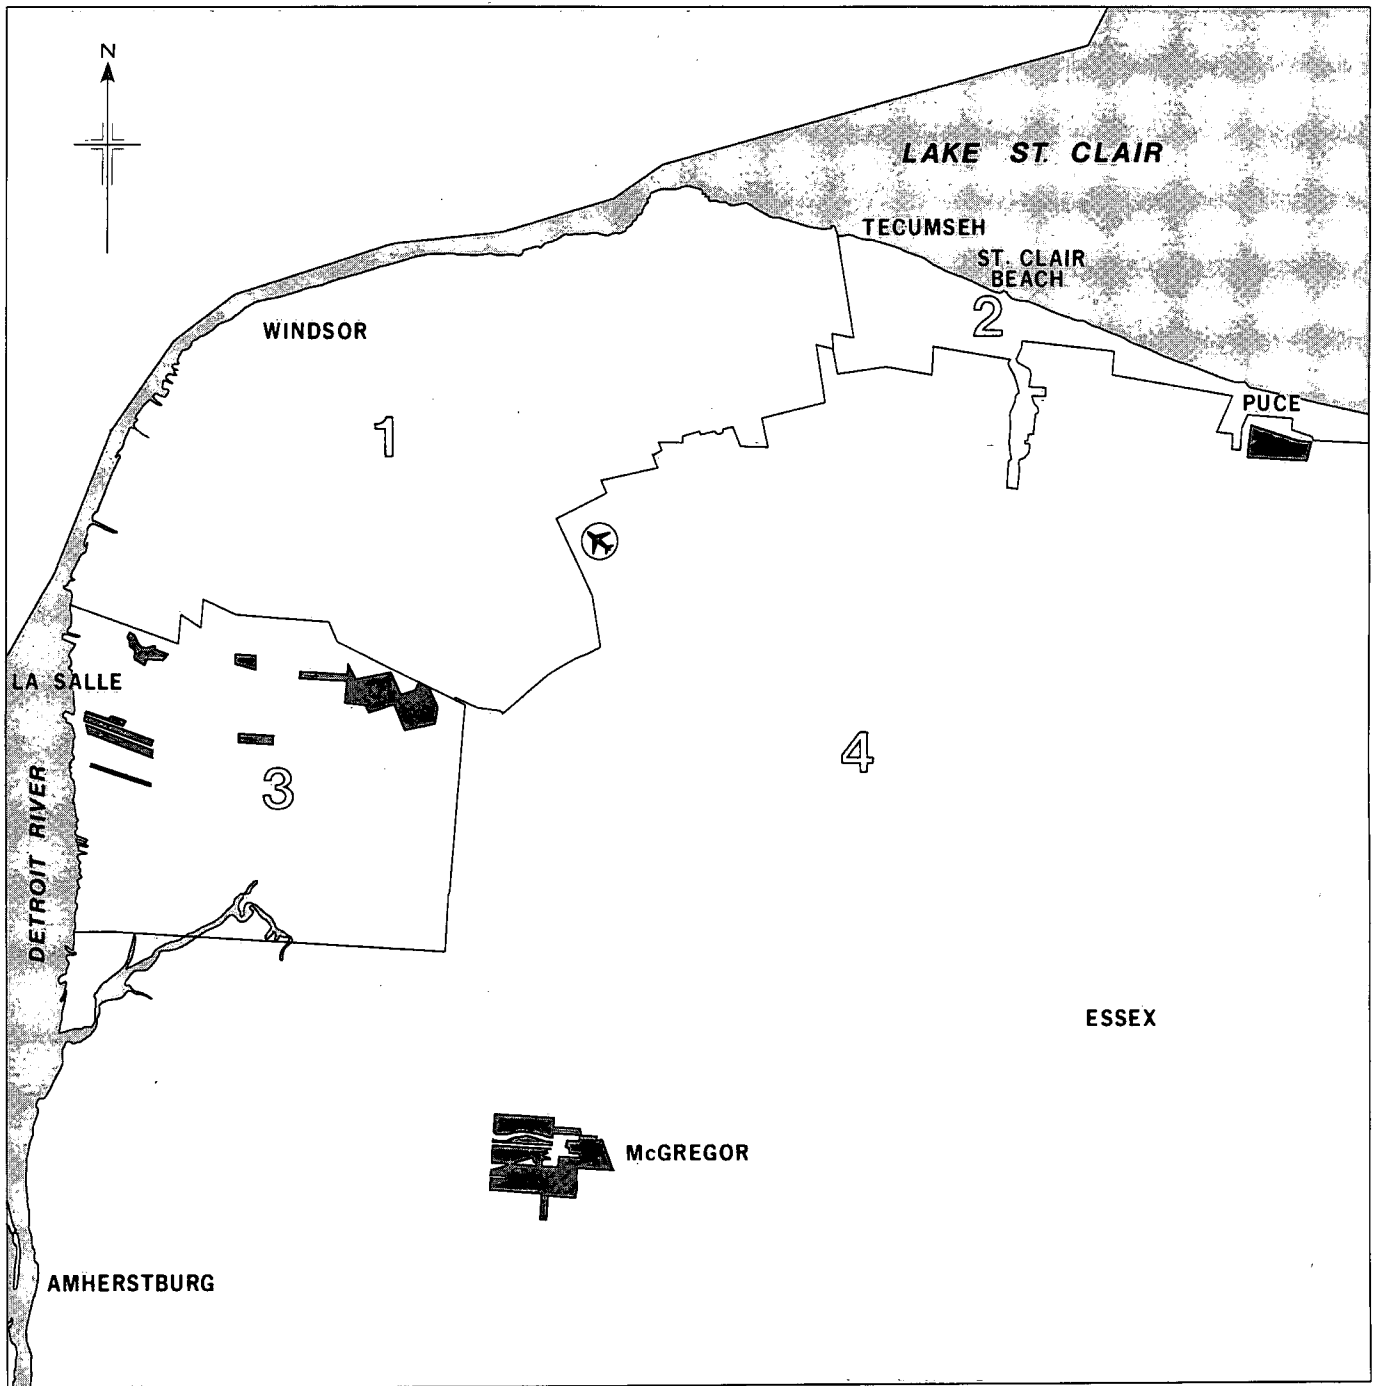 N
LAKE ST. CLAIR
TECUMSEH
ST. CLAIR
BEACH
2
WINDSOR
PUCE
1
LA SALLE
4
3
DETROIT RIVER
ESSEX
McGREGOR
AMHERSTBURG